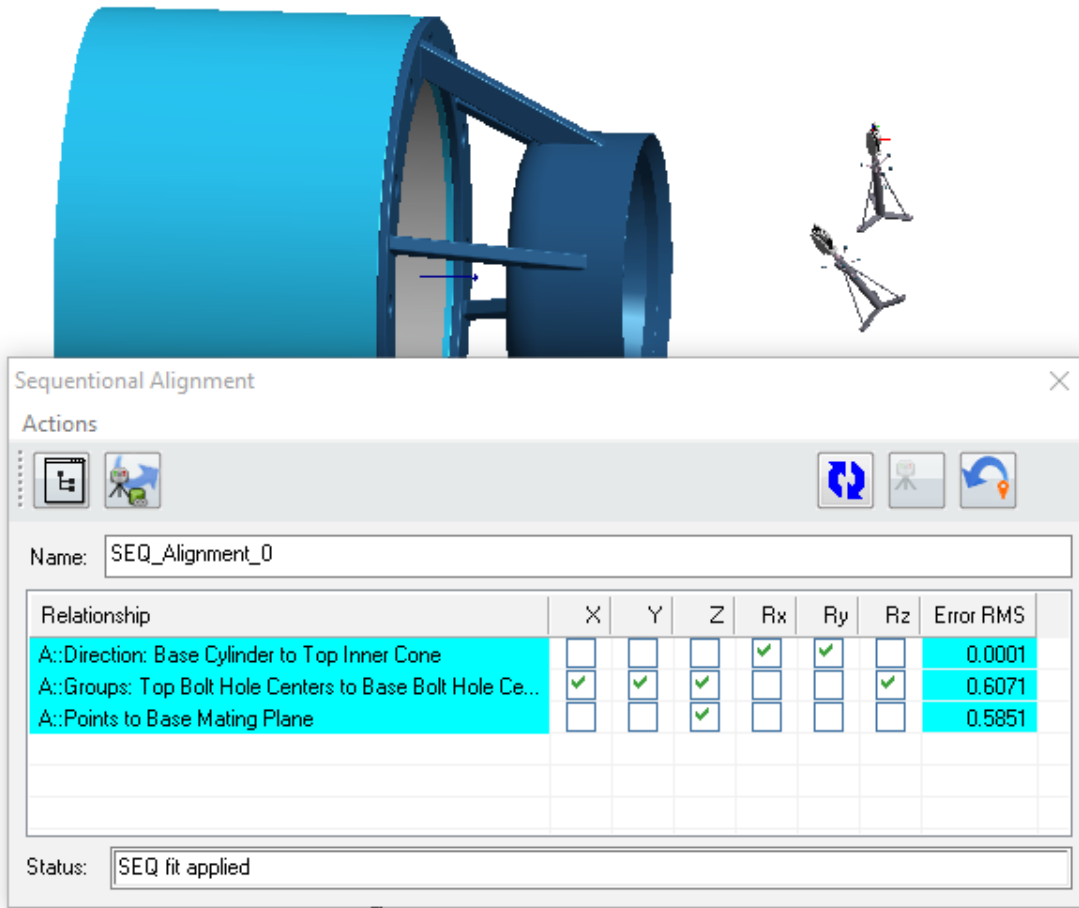 Sequentional Alignment
Actions
Name: SEQ_Alignment_0
Relationship X Y Z Rx Ry Rz Error RMS
A::Direction: Base Cylinder to Top Inner Cone 0.0001
A::Groups: Top Bolt Hole Centers to Base Bolt Hole Ce... 0.6071
A::Points to Base Mating Plane 0.5851
Status: SEQ fit applied